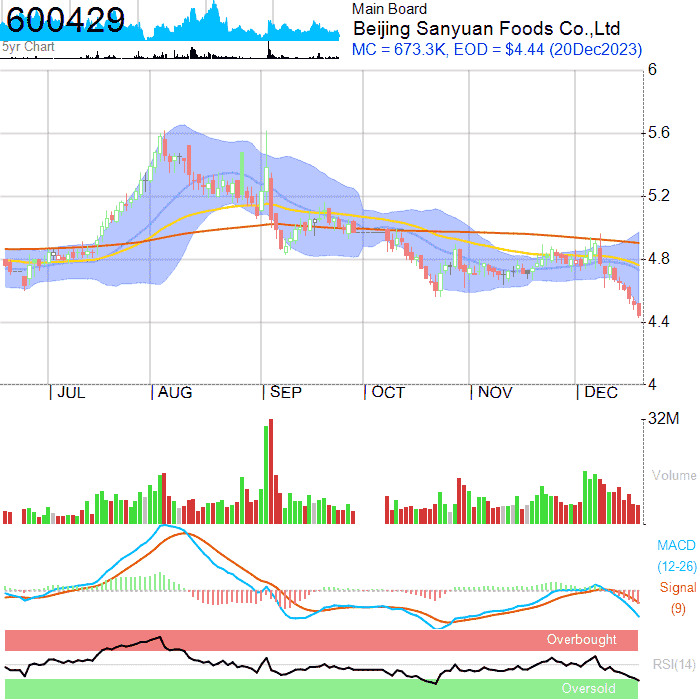 600429
5yr Chart
Main Board
Beijing Sanyuan Foods Co.,Ltd
MC = 673.3K, EOD = $4.44 (20Dec2023)
6
5.6
5.2
4.8
4.4
4
JUL AUG SEP OCT NOV DEC
32M
Volume
MACD
(12-26)
Signal
(9)
Overbought
RSI(14)
Oversold